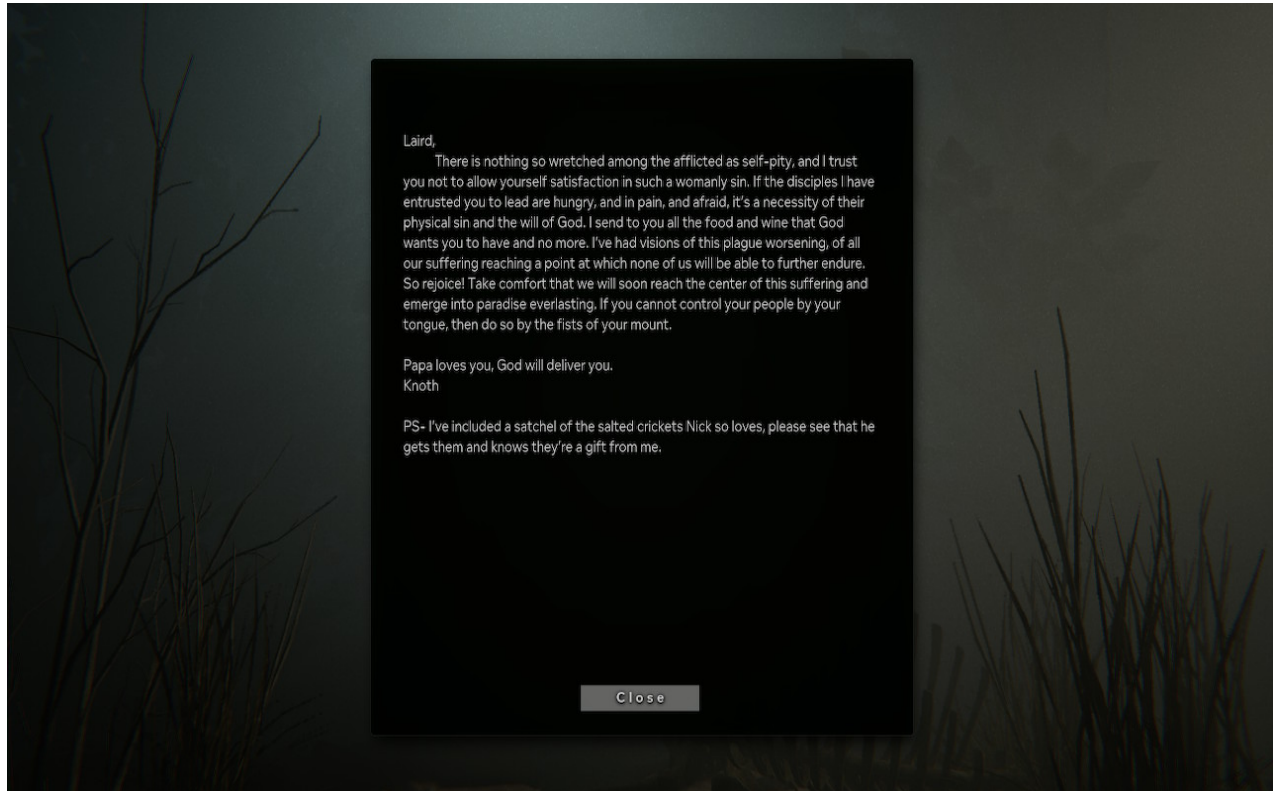 Laird,
There is nothing so wretched among the afflicted as self-pity, and I trust
you not to allow yourself satisfaction in such a womanly sin. If the disciples I have
entrusted you to lead are hungry, and in pain, and afraid, it's a necessity of their
physical sin and the will of God. I send to you all the food and wine that God
wants you to have and no more. I've had visions of this plague worsening, of all
our suffering reaching a point at which none of us will be able to further endure.
So rejoice! Take comfort that we will soon reach the center of this suffering and
emerge into paradise everlasting. If you cannot control your people by your
tongue, then do so by the fists of your mount.
Papa loves you, God will deliver you.
Knoth
PS- I've included a satchel of the salted crickets Nick so loves, please see that he
gets them and knows they're a gift from me.
Close